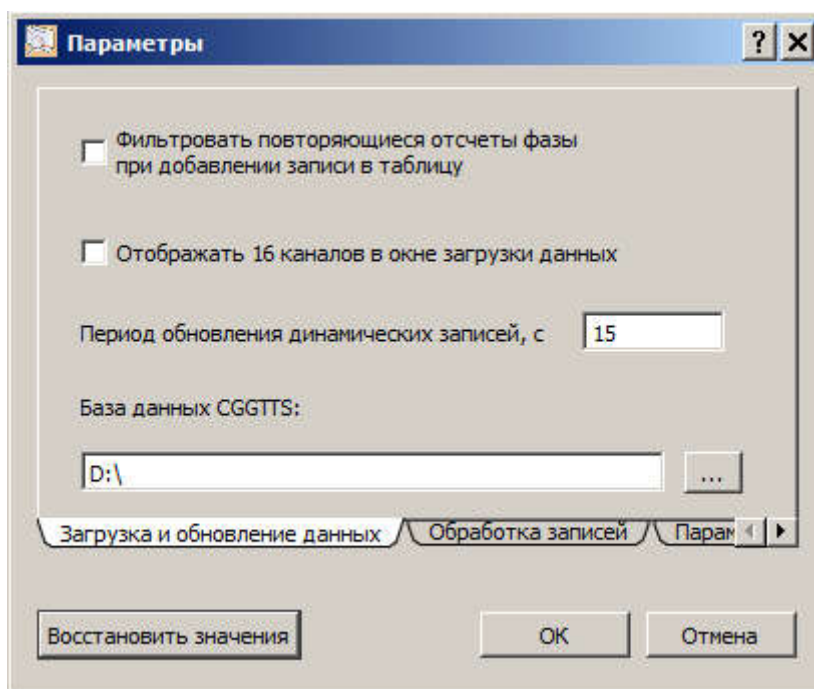 Параметры
Фильтровать повторяющиеся отсчеты фазы
при добавлении записи в таблицу
Отображать 16 каналов в окне загрузки данных
Период обновления динамических записей, с 15
База данных CGGTTS:
D:\
...
Загрузка и обновление данных Обработка записей Парам
Восстановить значения OK Отмена